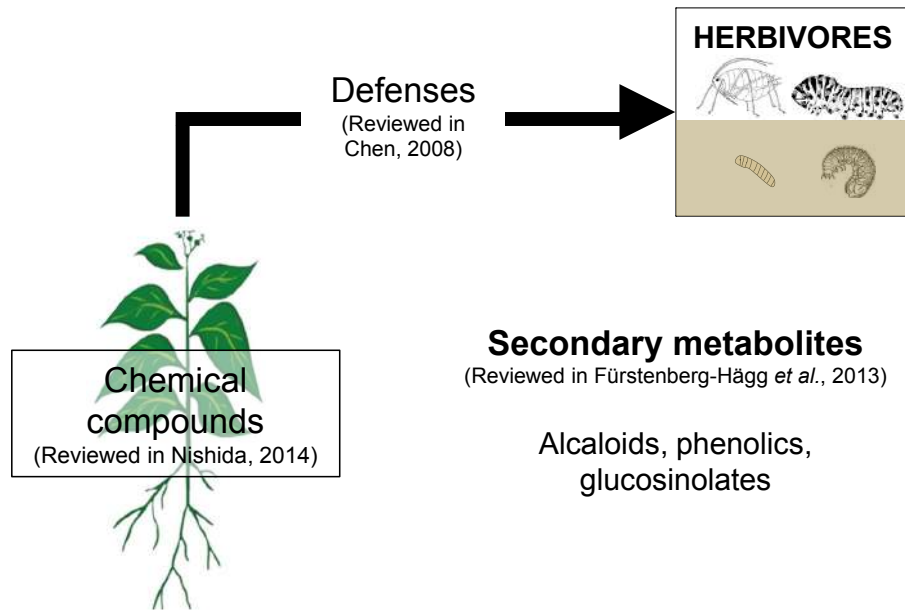 HERBIVORES
Defenses
(Reviewed in
Chen, 2008)
Chemical
compounds
(Reviewed in Nishida, 2014)
Secondary metabolites
(Reviewed in Fürstenberg-Hägg et al., 2013)
Alcaloids, phenolics,
glucosinolates